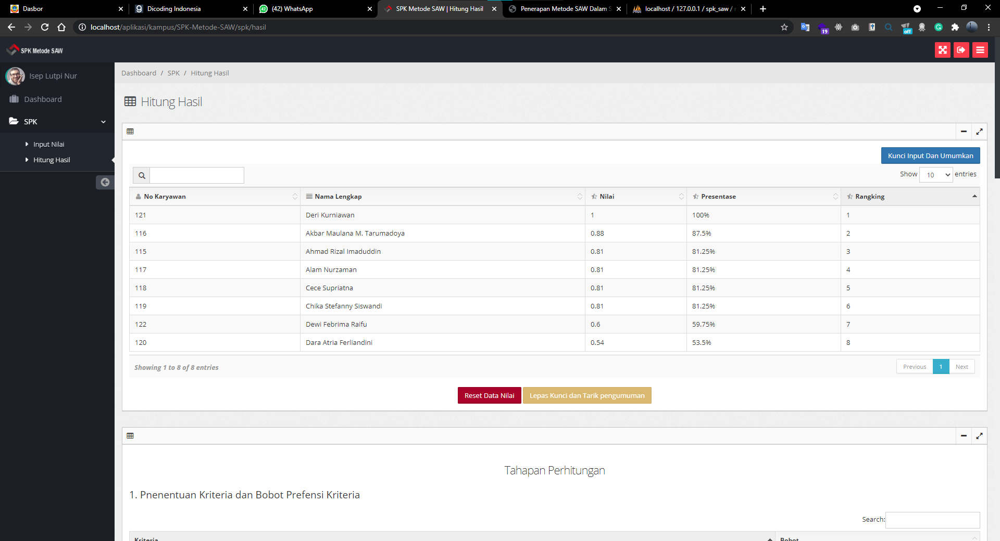 Dasbor
Dicoding Indonesia
(42) WhatsApp
SPK Metode SAW | Hitung Hasil
Penerapan Metode SAW Dalam
localhost / 127.0.0.1 / spk_saw /
localhost/aplikasi/kampus/SPK-Metode-SAW/spk/hasil
19
off
SPK Metode SAW
Isep Lutpi Nur
Dashboard
SPK
Input Nilai
Hitung Hasil
Dashboard / SPK / Hitung Hasil
Hitung Hasil
Kunci Input Dan Umumkan
Show 10 entries
No Karyawan Nama Lengkap Nilai Presentase Rangking
121 Deri Kurniawan 1 100% 1
116 Akbar Maulana M. Tarumadoya 0.88 87.5% 2
115 Ahmad Rizal Imaduddin 0.81 81.25% 3
117 Alam Nurzaman 0.81 81.25% 4
118 Cece Supriatna 0.81 81.25% 5
119 Chika Stefanny Siswandi 0.81 81.25% 6
122 Dewi Febrima Raifu 0.6 59.75% 7
120 Dara Atria Ferliandini 0.54 53.5% 8
Showing 1 to 8 of 8 entries
Previous 1 Next
Reset Data Nilai Lepas Kunci dan Tarik pengumuman
Tahapan Perhitungan
1. Pnenentuan Kriteria dan Bobot Prefensi Kriteria
Search:
Kriteria Bobot